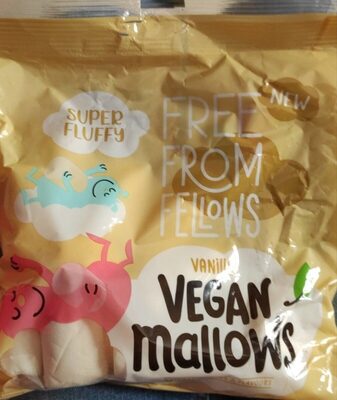 SUPER
FLUFFY
FREE
FROM
FELLOWS
NEW
VEGAN
mallows